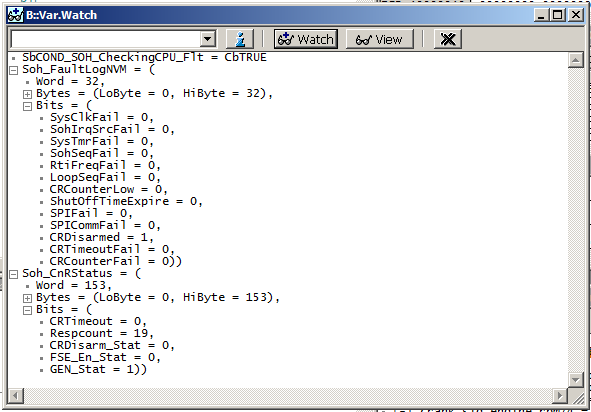 B::Var.Watch
Watch
View
SbCOND_SOH_CheckingCPU_Flt = CbTRUE
Soh_FaultLogNVM = (
Word = 32,
Bytes = (LoByte = 0, HiByte = 32),
Bits = (
SysClkFail = 0,
SohIrqSrcFail = 0,
SysTmrFail = 0,
SohSeqFail = 0,
RtiFreqFail = 0,
LoopSeqFail = 0,
CRCounterLow = 0,
ShutOffTimeExpire = 0,
SPIFail = 0,
SPICommFail = 0,
CRDisarmed = 1,
CRTimeoutFail = 0,
CRCounterFail = 0))
Soh_CnRStatus = (
Word = 153,
Bytes = (LoByte = 0, HiByte = 153),
Bits = (
CRTimeout = 0,
Respcount = 19,
CRDisarm_Stat = 0,
FSE_En_Stat = 0,
GEN_Stat = 1))